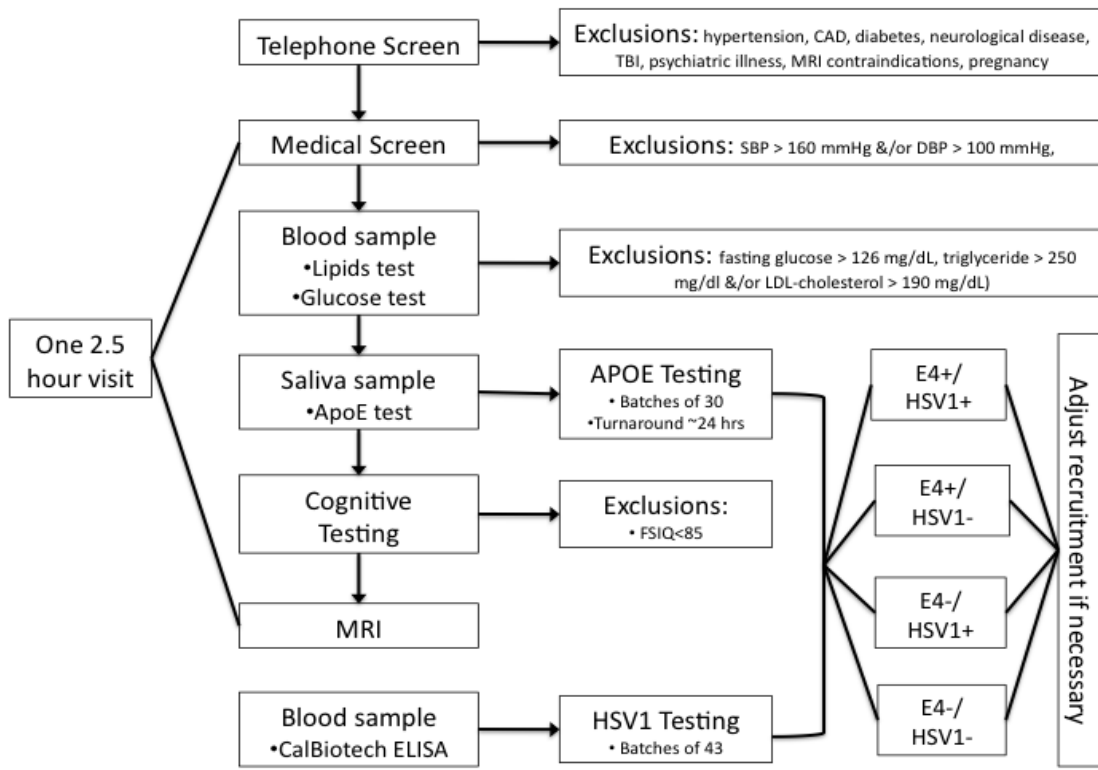 Telephone Screen
Exclusions: hypertension, CAD, diabetes, neurological disease,
TBI, psychiatric illness, MRI contraindications, pregnancy
Medical Screen
Exclusions: SBP > 160 mmHg &/or DBP > 100 mmHg,
Blood sample
•Lipids test
•Glucose test
Exclusions: fasting glucose > 126 mg/dL, triglyceride > 250
mg/dl &/or LDL-cholesterol > 190 mg/dL)
One 2.5
hour visit
Saliva sample
•ApoE test
APOE Testing
• Batches of 30
•Turnaround ~24 hrs
Cognitive
Testing
Exclusions:
• FSIQ<85
MRI
Blood sample
•CalBiotech ELISA
HSV1 Testing
• Batches of 43
E4+/
HSV1+
E4+/
HSV1-
E4-/
HSV1+
E4-/
HSV1-
Adjust recruitment if necessary